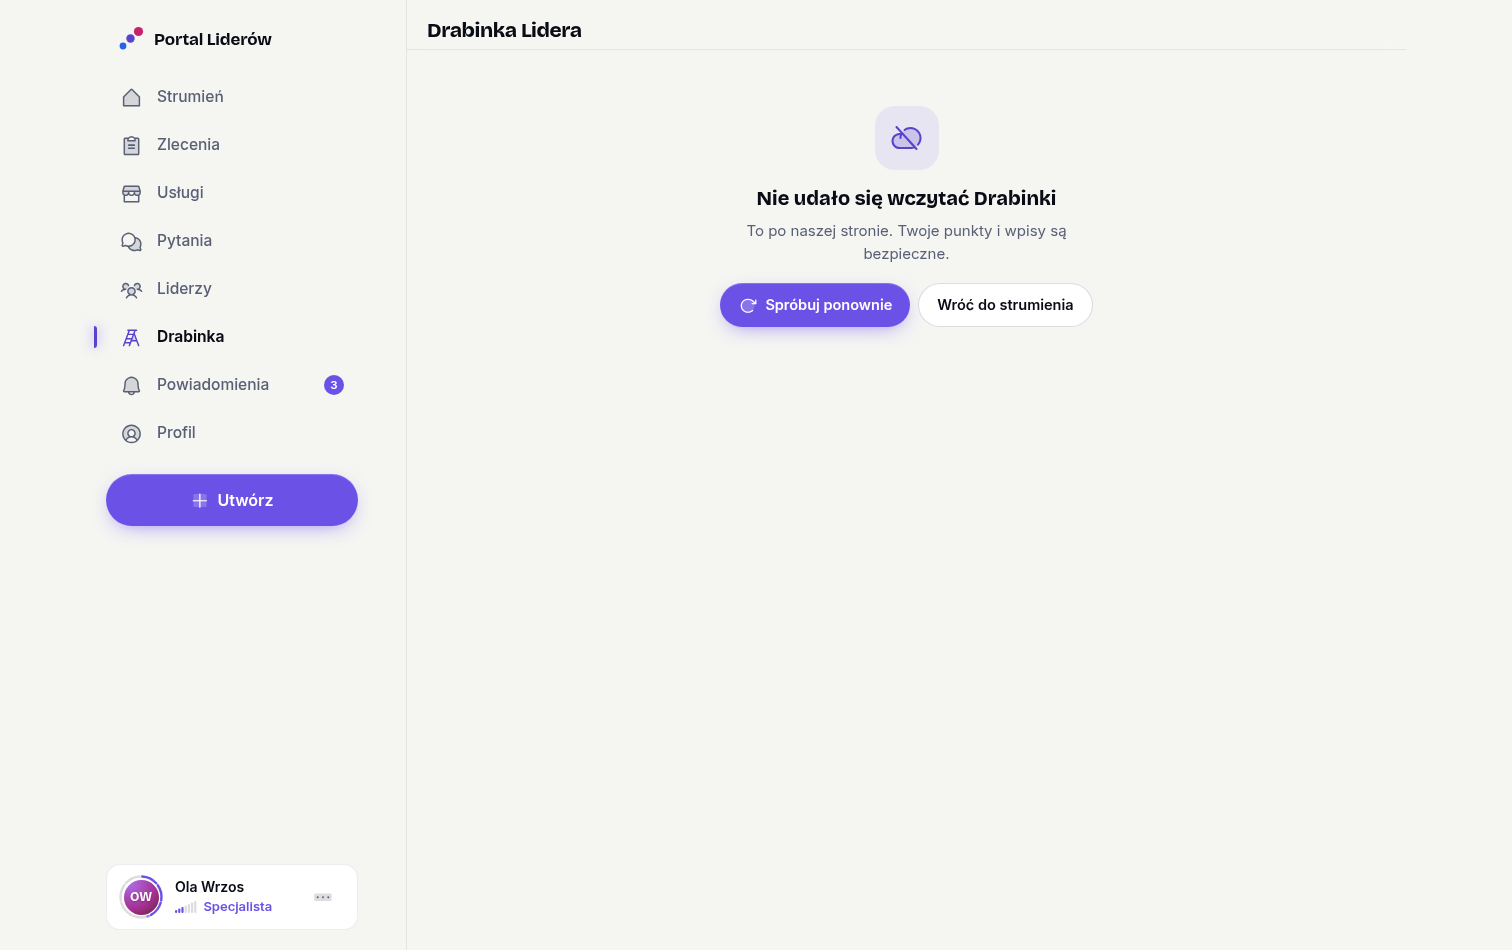 Portal Liderów
Strumień
Zlecenia
Usługi
Pytania
Liderzy
Drabinka
Powiadomienia 3
Profil
Utwórz
OW
Ola Wrzos
Specjalista
Drabinka Lidera
Nie udało się wczytać Drabinki
To po naszej stronie. Twoje punkty i wpisy są
bezpieczne.
Spróbuj ponownie
Wróć do strumienia